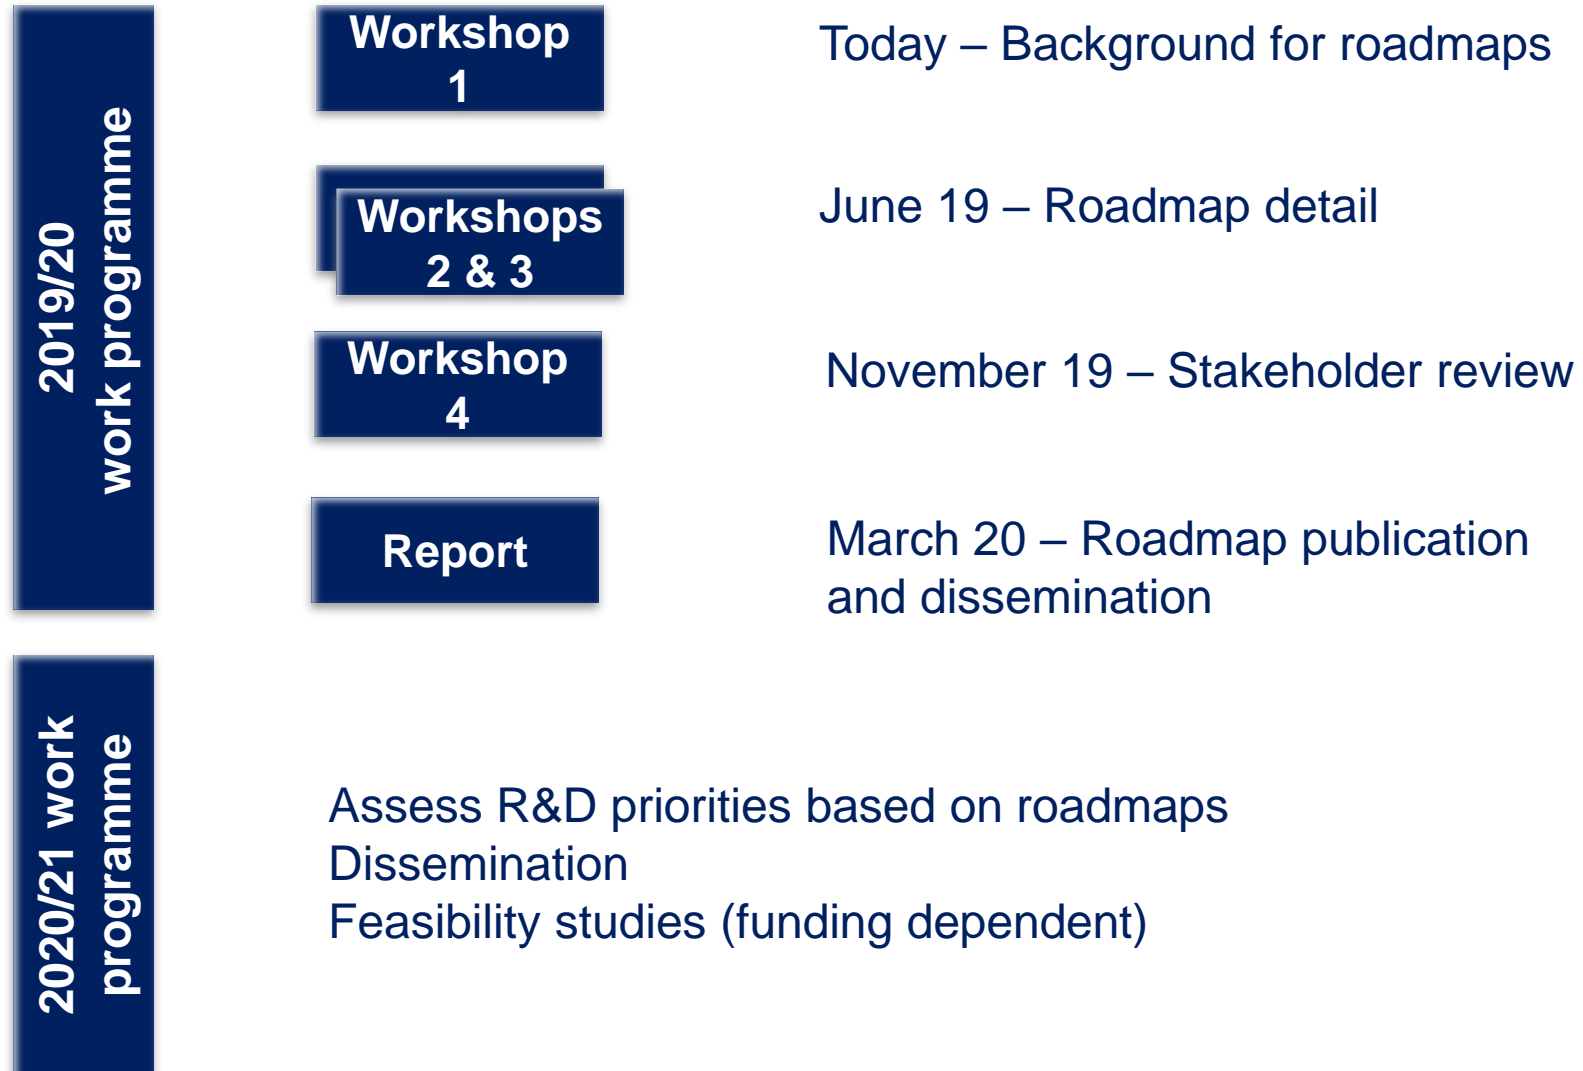 2019/20
work programme
Workshop
1
Today – Background for roadmaps
Workshops
2 & 3
June 19 – Roadmap detail
Workshop
4
November 19 – Stakeholder review
Report
March 20 – Roadmap publication
and dissemination
2020/21 work
programme
Assess R&D priorities based on roadmaps
Dissemination
Feasibility studies (funding dependent)